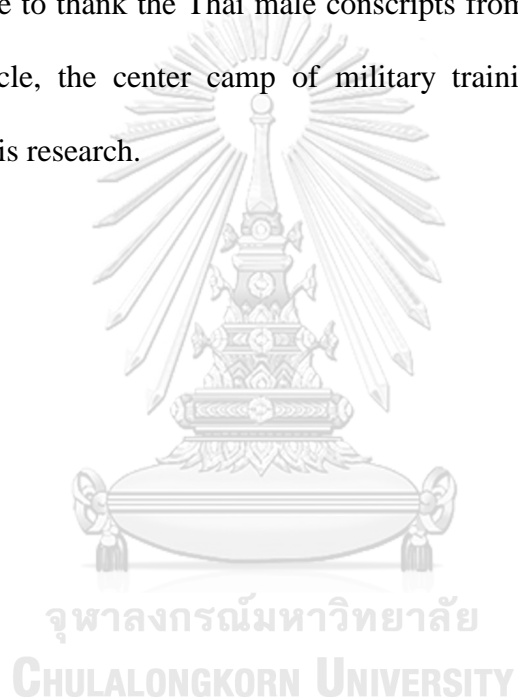 e to thank the Thai male conscripts from
cle, the center camp of military traini
is research.
จุฬาลงกรณ์มหาวิทยาลัย
CHULALONGKORN UNIVERSITY